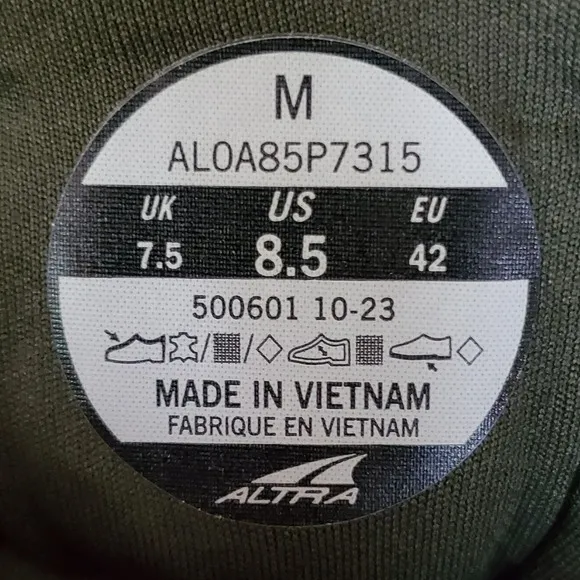 M
AL0A85P7315
UK US EU
7.5 8.5 42
500601 10-23
MADE IN VIETNAM
FABRIQUE EN VIETNAM
ALTRA